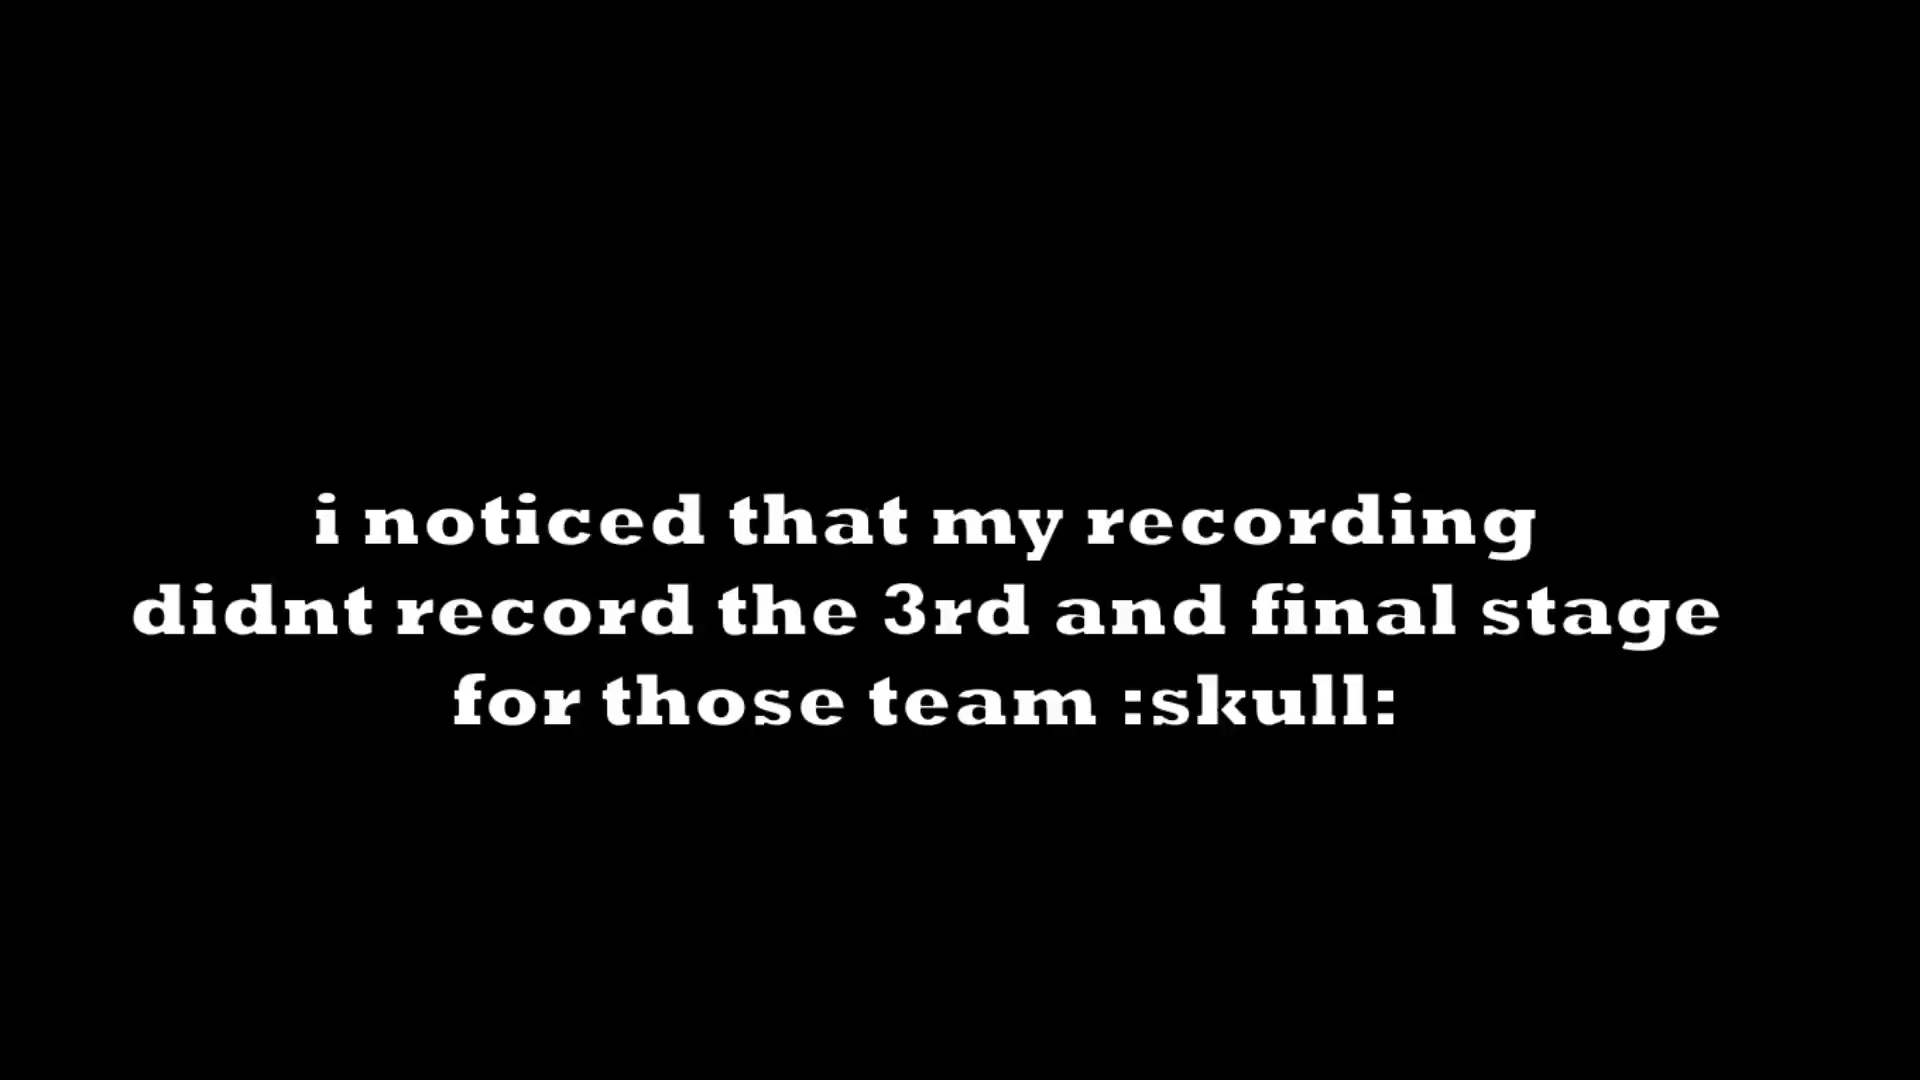 i noticed that my recording
didnt record the 3rd and final stage
for those team :skull: